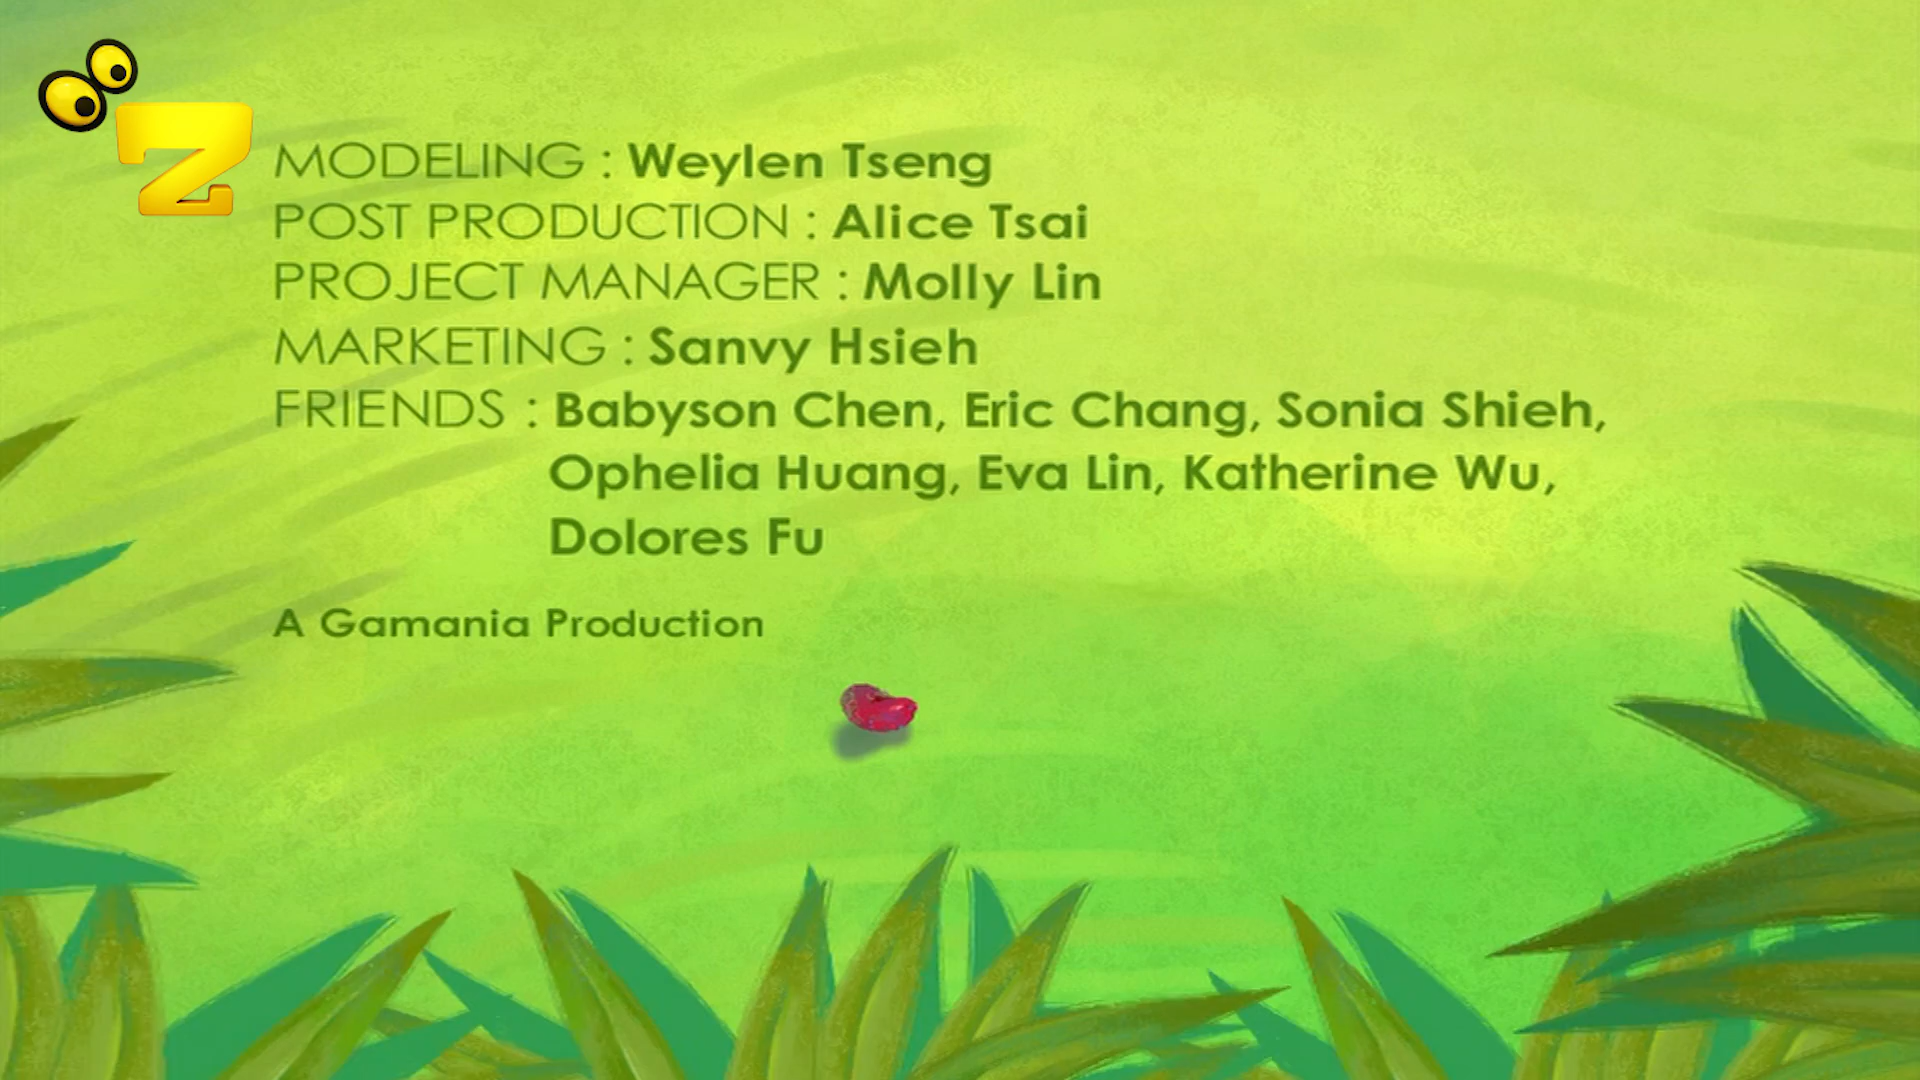 Z
MODELING : Weylen Tseng
POST PRODUCTION : Alice Tsai
PROJECT MANAGER : Molly Lin
MARKETING : Sanvy Hsieh
FRIENDS : Babyson Chen, Eric Chang, Sonia Shieh,
Ophelia Huang, Eva Lin, Katherine Wu,
Dolores Fu
A Gamania Production